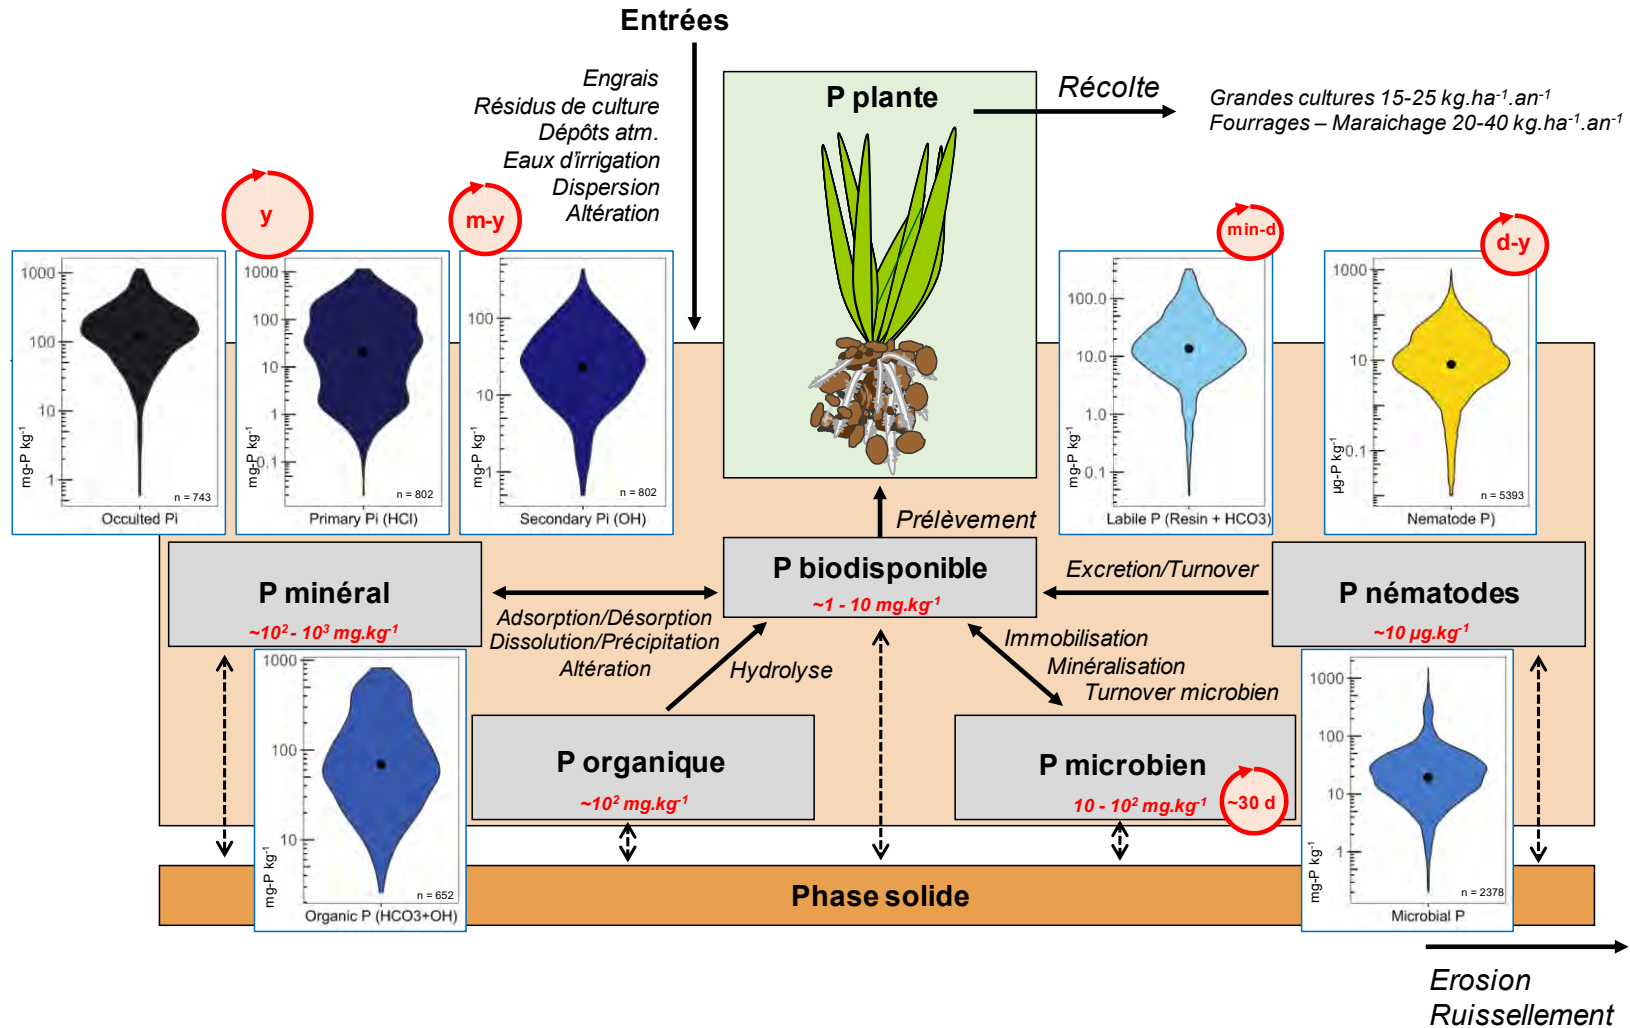 Entrées
Engrais
Résidus de culture
Dépôts atm.
Eaux d'irrigation
Dispersion
Altération
P plante
Récolte
Grandes cultures 15-25 kg.ha⁻¹.an⁻¹
Fourrages – Maraichage 20-40 kg.ha⁻¹.an⁻¹
y
m-y
min-d
d-y
1000
100
10
1
mg-P kg⁻¹
n = 743
Occulted Pi
1000
100
10
1
0.1
mg-P kg⁻¹
n = 802
Primary Pi (HCl)
100
10
1
n = 802
Secondary Pi (OH)
100.0
10.0
1.0
0.1
mg-P kg⁻¹
Labile P (Resin + HCO3)
1000
10
0.1
µg-P kg⁻¹
n = 5393
Nematode P)
Prélèvement
P minéral
~10² - 10³ mg.kg⁻¹
P biodisponible
~1 - 10 mg.kg⁻¹
P nématodes
~10 µg.kg⁻¹
Excretion/Turnover
Adsorption/Désorption
Dissolution/Précipitation
Altération
Hydrolyse
Immobilisation
Minéralisation
Turnover microbien
P organique
~10² mg.kg⁻¹
P microbien
10 - 10² mg.kg⁻¹
~30 d
1000
100
10
mg-P kg⁻¹
n = 652
Organic P (HCO3+OH)
1000
100
10
1
mg-P kg⁻¹
n = 2378
Microbial P
Phase solide
Erosion
Ruissellement